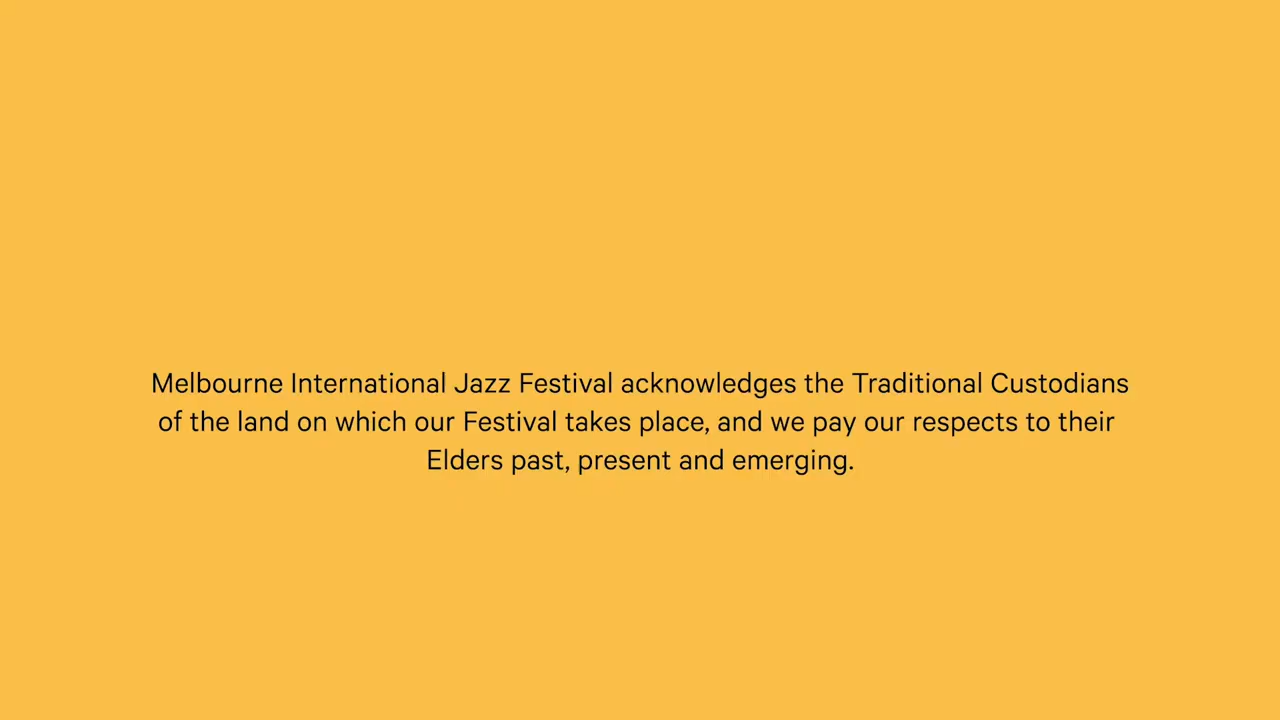 Melbourne International Jazz Festival acknowledges the Traditional Custodians
of the land on which our Festival takes place, and we pay our respects to their
Elders past, present and emerging.